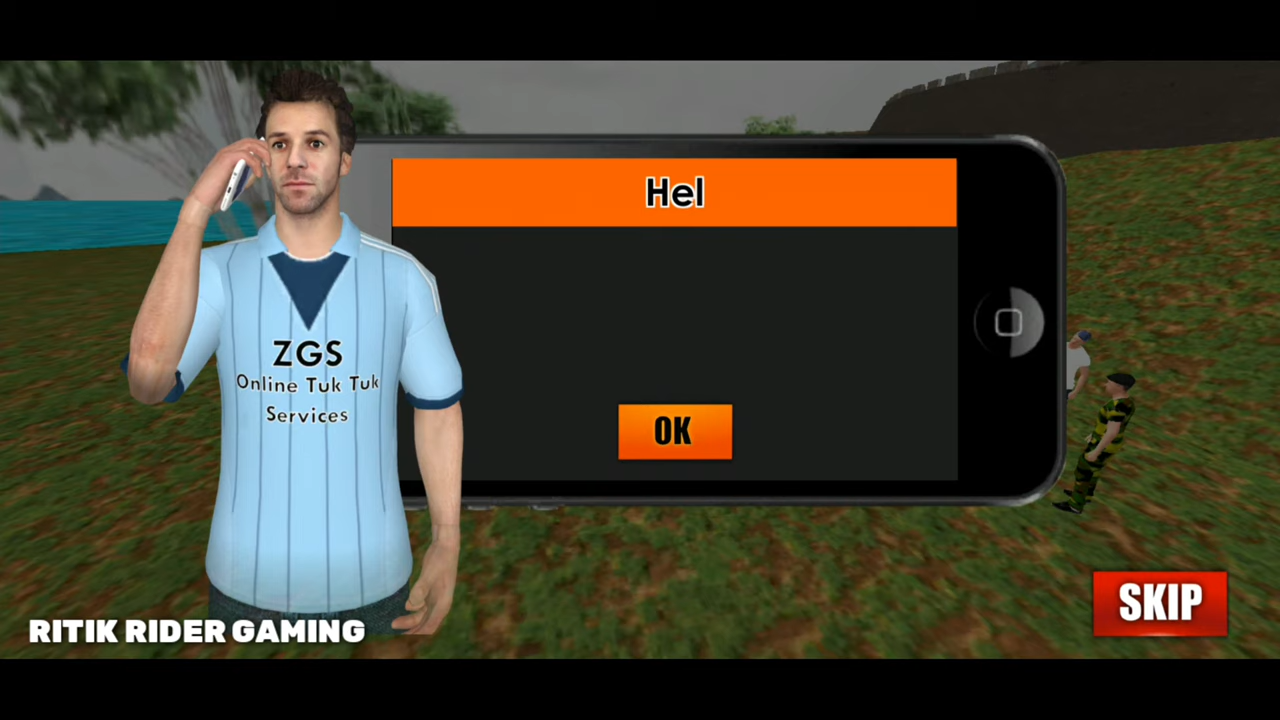 Hel
ZGS
Online Tuk Tuk
Services
OK
SKIP
RITIK RIDER GAMING